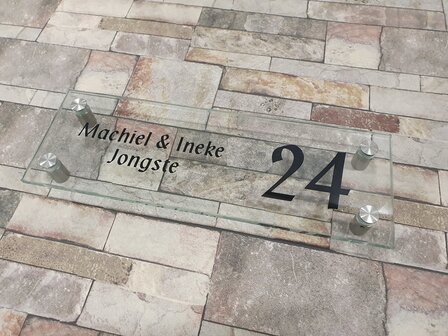 Machiel & Ineke
Jongste
24